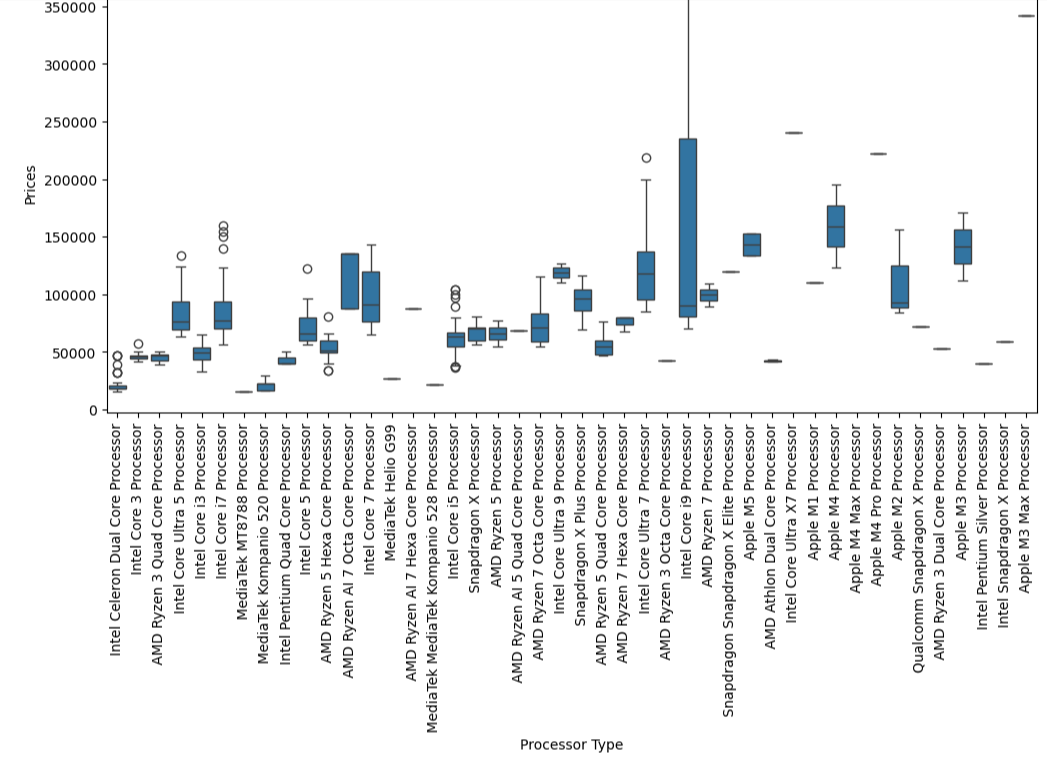 350000
300000
250000
200000
150000
100000
50000
0
Prices
Intel Celeron Dual Core Processor
Intel Core 3 Processor
AMD Ryzen 3 Quad Core Processor
Intel Core Ultra 5 Processor
Intel Core i3 Processor
Intel Core i7 Processor
MediaTek MT8788 Processor
MediaTek Kompanio 520 Processor
Intel Pentium Quad Core Processor
Intel Core 5 Processor
AMD Ryzen 5 Hexa Core Processor
AMD Ryzen AI 7 Octa Core Processor
Intel Core 7 Processor
MediaTek Helio G99
AMD Ryzen AI 7 Hexa Core Processor
MediaTek MediaTek Kompanio 528 Processor
Intel Core i5 Processor
Snapdragon X Processor
AMD Ryzen 5 Processor
AMD Ryzen AI 5 Quad Core Processor
AMD Ryzen 7 Octa Core Processor
Intel Core Ultra 9 Processor
Snapdragon X Plus Processor
AMD Ryzen 5 Quad Core Processor
AMD Ryzen 7 Hexa Core Processor
Intel Core Ultra 7 Processor
AMD Ryzen 3 Octa Core Processor
Intel Core i9 Processor
AMD Ryzen 7 Processor
Snapdragon Snapdragon X Elite Processor
Apple M5 Processor
AMD Athlon Dual Core Processor
Intel Core Ultra X7 Processor
Apple M1 Processor
Apple M4 Processor
Apple M4 Max Processor
Apple M4 Pro Processor
Apple M2 Processor
Qualcomm Snapdragon X Processor
AMD Ryzen 3 Dual Core Processor
Apple M3 Processor
Intel Pentium Silver Processor
Intel Snapdragon X Processor
Apple M3 Max Processor
Processor Type